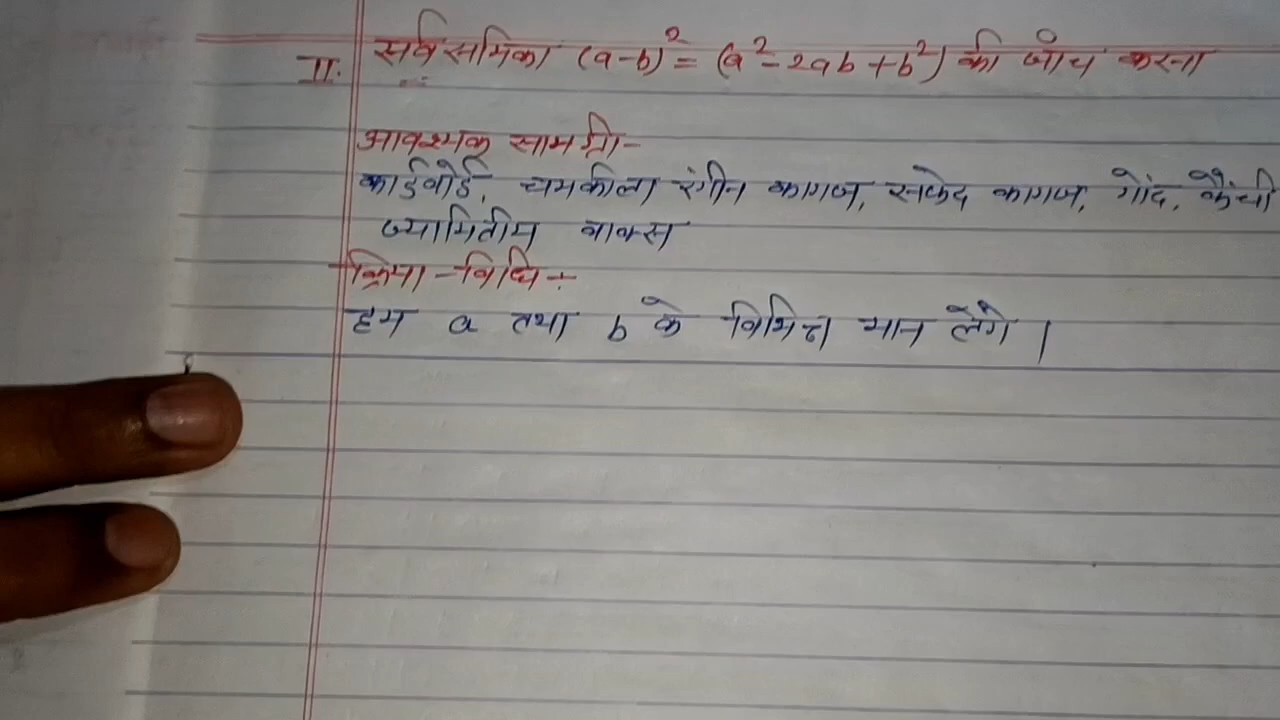 II. सर्वसमिका (a-b)² = (a² - 2ab + b²) की जांच करना
आवश्यक सामग्री-
कार्डबोर्ड, चमकीला रंगीन कागज, सफेद कागज, गोंद, कैंची
ज्यामितीय बाक्स
क्रिया-विधि ÷
हम a तथा b के विभिन्न मान लेंगे।